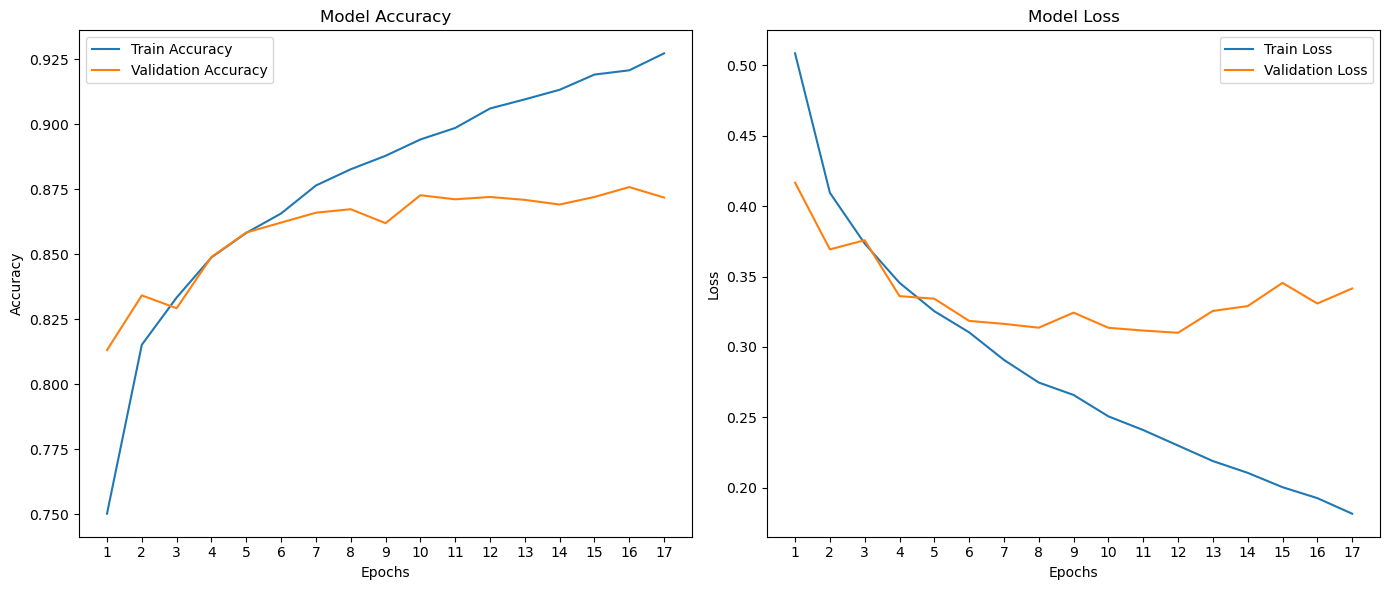 Model Accuracy
Train Accuracy
Validation Accuracy
0.925
0.900
0.875
0.850
0.825
0.800
0.775
0.750
Accuracy
1 2 3 4 5 6 7 8 9 10 11 12 13 14 15 16 17
Epochs
Model Loss
Train Loss
Validation Loss
0.50
0.45
0.40
0.35
0.30
0.25
0.20
Loss
1 2 3 4 5 6 7 8 9 10 11 12 13 14 15 16 17
Epochs